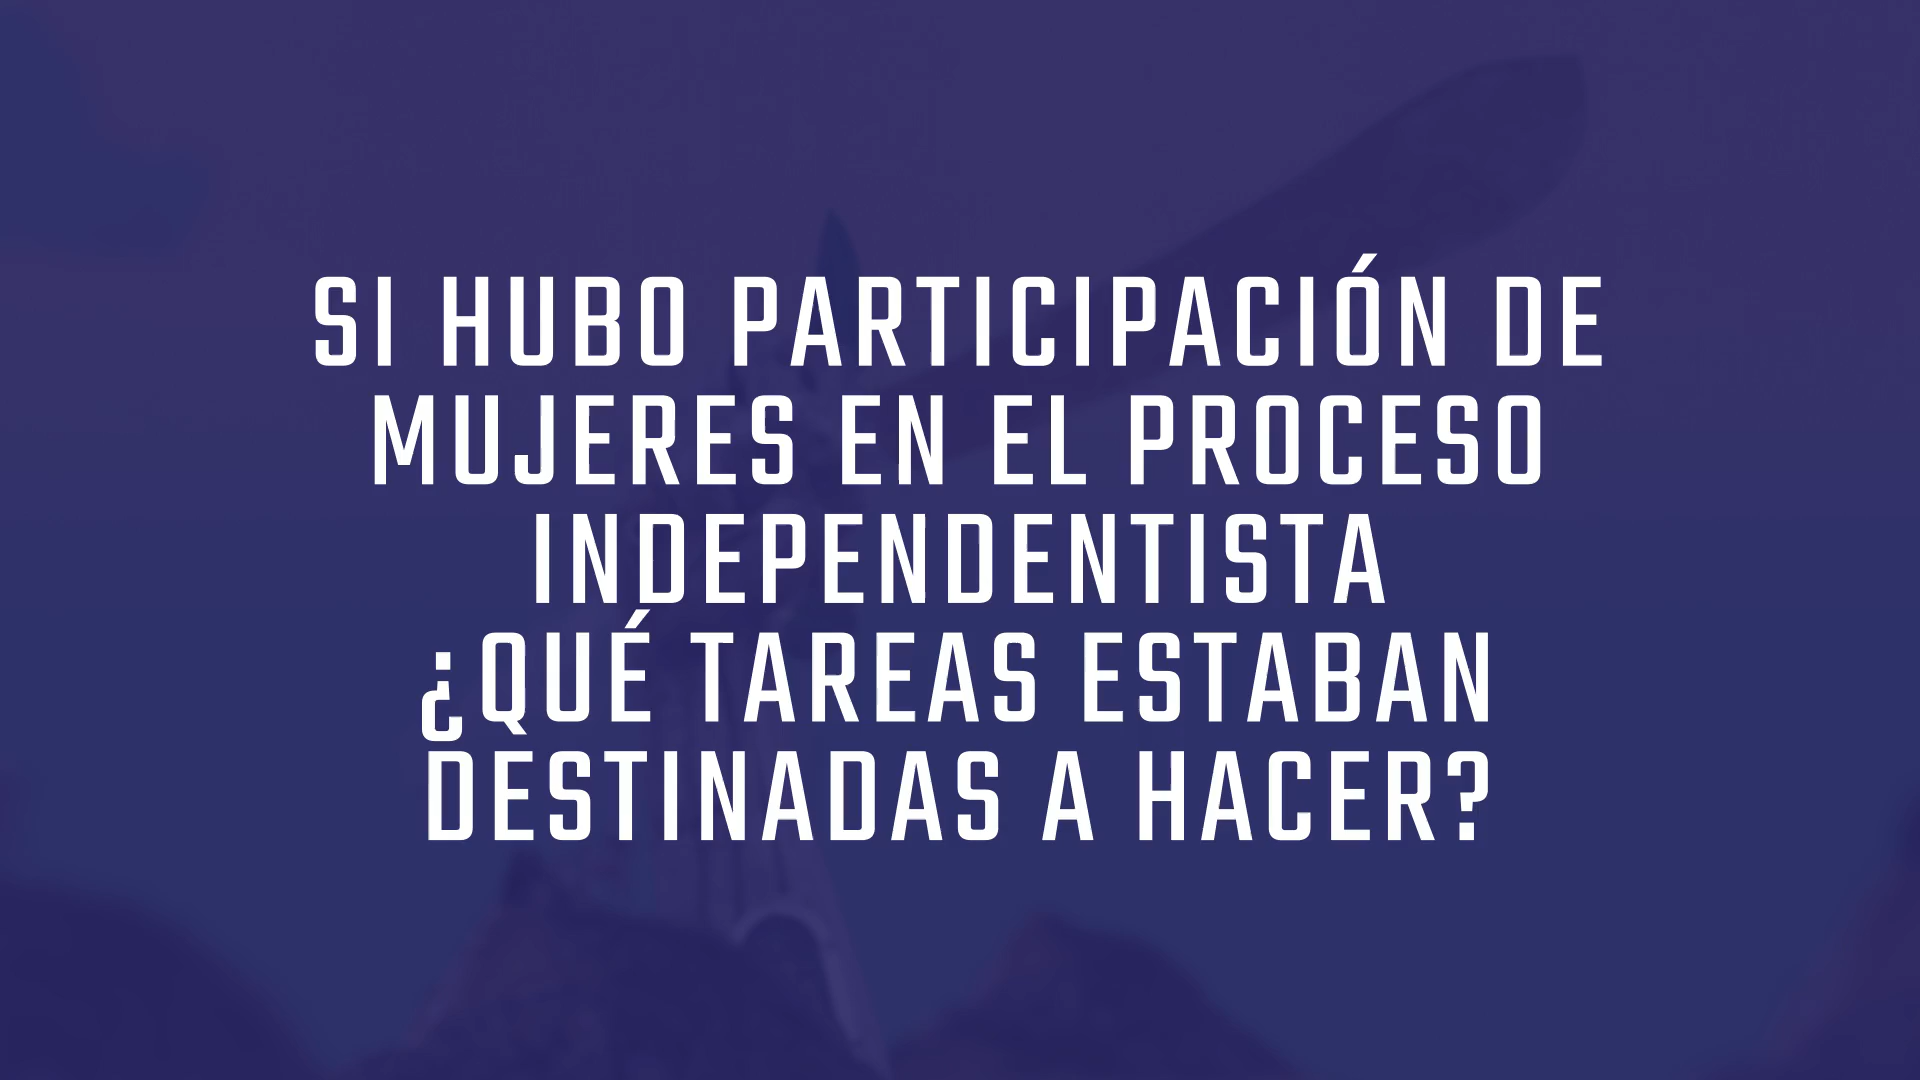 SI HUBO PARTICIPACIÓN DE
MUJERES EN EL PROCESO
INDEPENDENTISTA
¿QUÉ TAREAS ESTABAN
DESTINADAS A HACER?